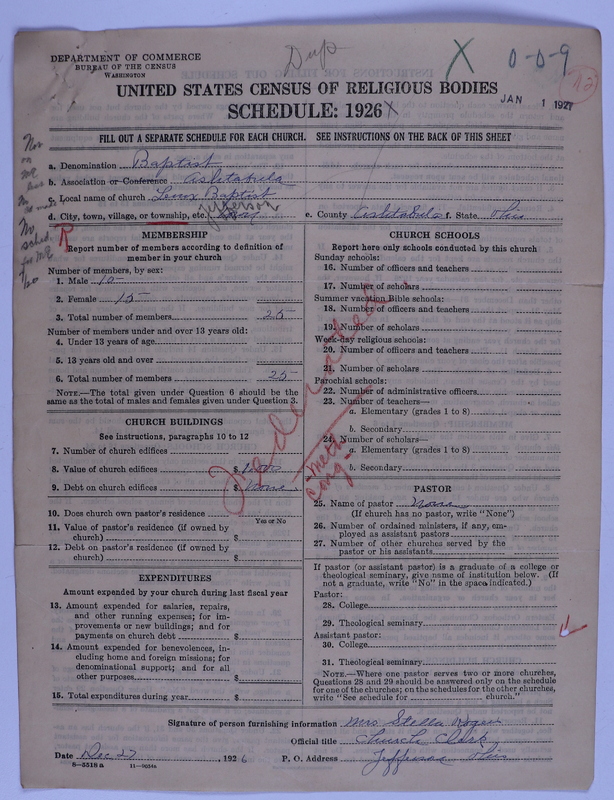 Dup X 0-0-9
DEPARTMENT OF COMMERCE
BUREAU OF THE CENSUS
WASHINGTON
UNITED STATES CENSUS OF RELIGIOUS BODIES
JAN 1 1927
SCHEDULE: 1926
FILL OUT A SEPARATE SCHEDULE FOR EACH CHURCH. SEE INSTRUCTIONS ON THE BACK OF THIS SHEET
a. Denomination Baptist
b. Association or Conference Ashtabula
c. Local name of church Lenox Baptist
Jefferson
d. City, town, village, or township, etc. e. County Ashtabula f. State, Ohio
R
MEMBERSHIP
Report number of members according to definition of
member in your church
Number of members, by sex:
1. Male 10
2. Female 15
3. Total number of members 25
Number of members under and over 13 years old:
4. Under 13 years of age
5. 13 years old and over
6. Total number of members 25
NOTE.—The total given under Question 6 should be the
same as the total of males and females given under Question 3.
CHURCH BUILDINGS
See instructions, paragraphs 10 to 12
7. Number of church edifices
8. Value of church edifices $
9. Debt on church edifices $ None
10. Does church own pastor's residence
Yes or No
11. Value of pastor's residence (if owned by
church) $
12. Debt on pastor's residence (if owned by
church) $
EXPENDITURES
Amount expended by your church during last fiscal year
13. Amount expended for salaries, repairs,
and other running expenses; for im-
provements or new buildings; and for
payments on church debt $
14. Amount expended for benevolences, in-
cluding home and foreign missions; for
denominational support; and for all
other purposes $
15. Total expenditures during year $
CHURCH SCHOOLS
Report here only schools conducted by this church
Sunday schools:
16. Number of officers and teachers
17. Number of scholars
Summer vacation Bible schools:
18. Number of officers and teachers
19. Number of scholars
Week-day religious schools:
20. Number of officers and teachers
21. Number of scholars
Parochial schools:
22. Number of administrative officers
23. Number of teachers—
a. Elementary (grades 1 to 8)
b. Secondary
24. Number of scholars—
a. Elementary (grades 1 to 8)
b. Secondary
Federated
Meth
Cong
PASTOR
25. Name of pastor None
(If church has no pastor, write "None")
26. Number of ordained ministers, if any, em-
ployed as assistant pastors
27. Number of other churches served by the
pastor or his assistants
If pastor (or assistant pastor) is a graduate of a college or
theological seminary, give name of institution below. (If
not a graduate, write "No" in the space indicated.)
Pastor:
28. College
29. Theological seminary
Assistant pastor:
30. College
31. Theological seminary
NOTE.—Where one pastor serves two or more churches,
Questions 28 and 29 should be answered only on the schedule
for one of the churches; on the schedules for the other churches,
write "See schedule for church."
Signature of person furnishing information Mrs Stella
Official title Church Clerk
Date Dec 27, 1926 P. O. Address Jefferson Ohio
8—5518 a